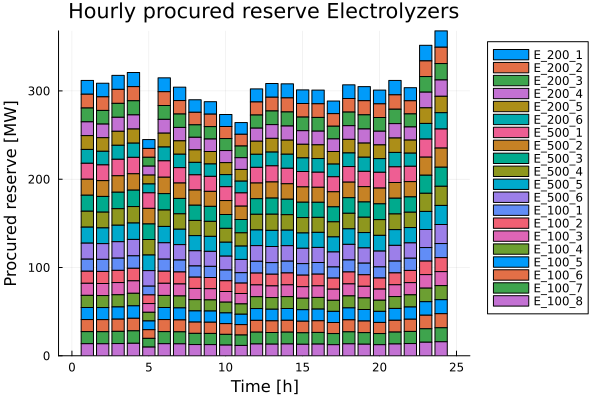 Hourly procured reserve Electrolyzers
Procured reserve [MW]
300
200
100
0
0
5
10
15
20
25
Time [h]
E_200_1
E_200_2
E_200_3
E_200_4
E_200_5
E_200_6
E_500_1
E_500_2
E_500_3
E_500_4
E_500_5
E_500_6
E_100_1
E_100_2
E_100_3
E_100_4
E_100_5
E_100_6
E_100_7
E_100_8